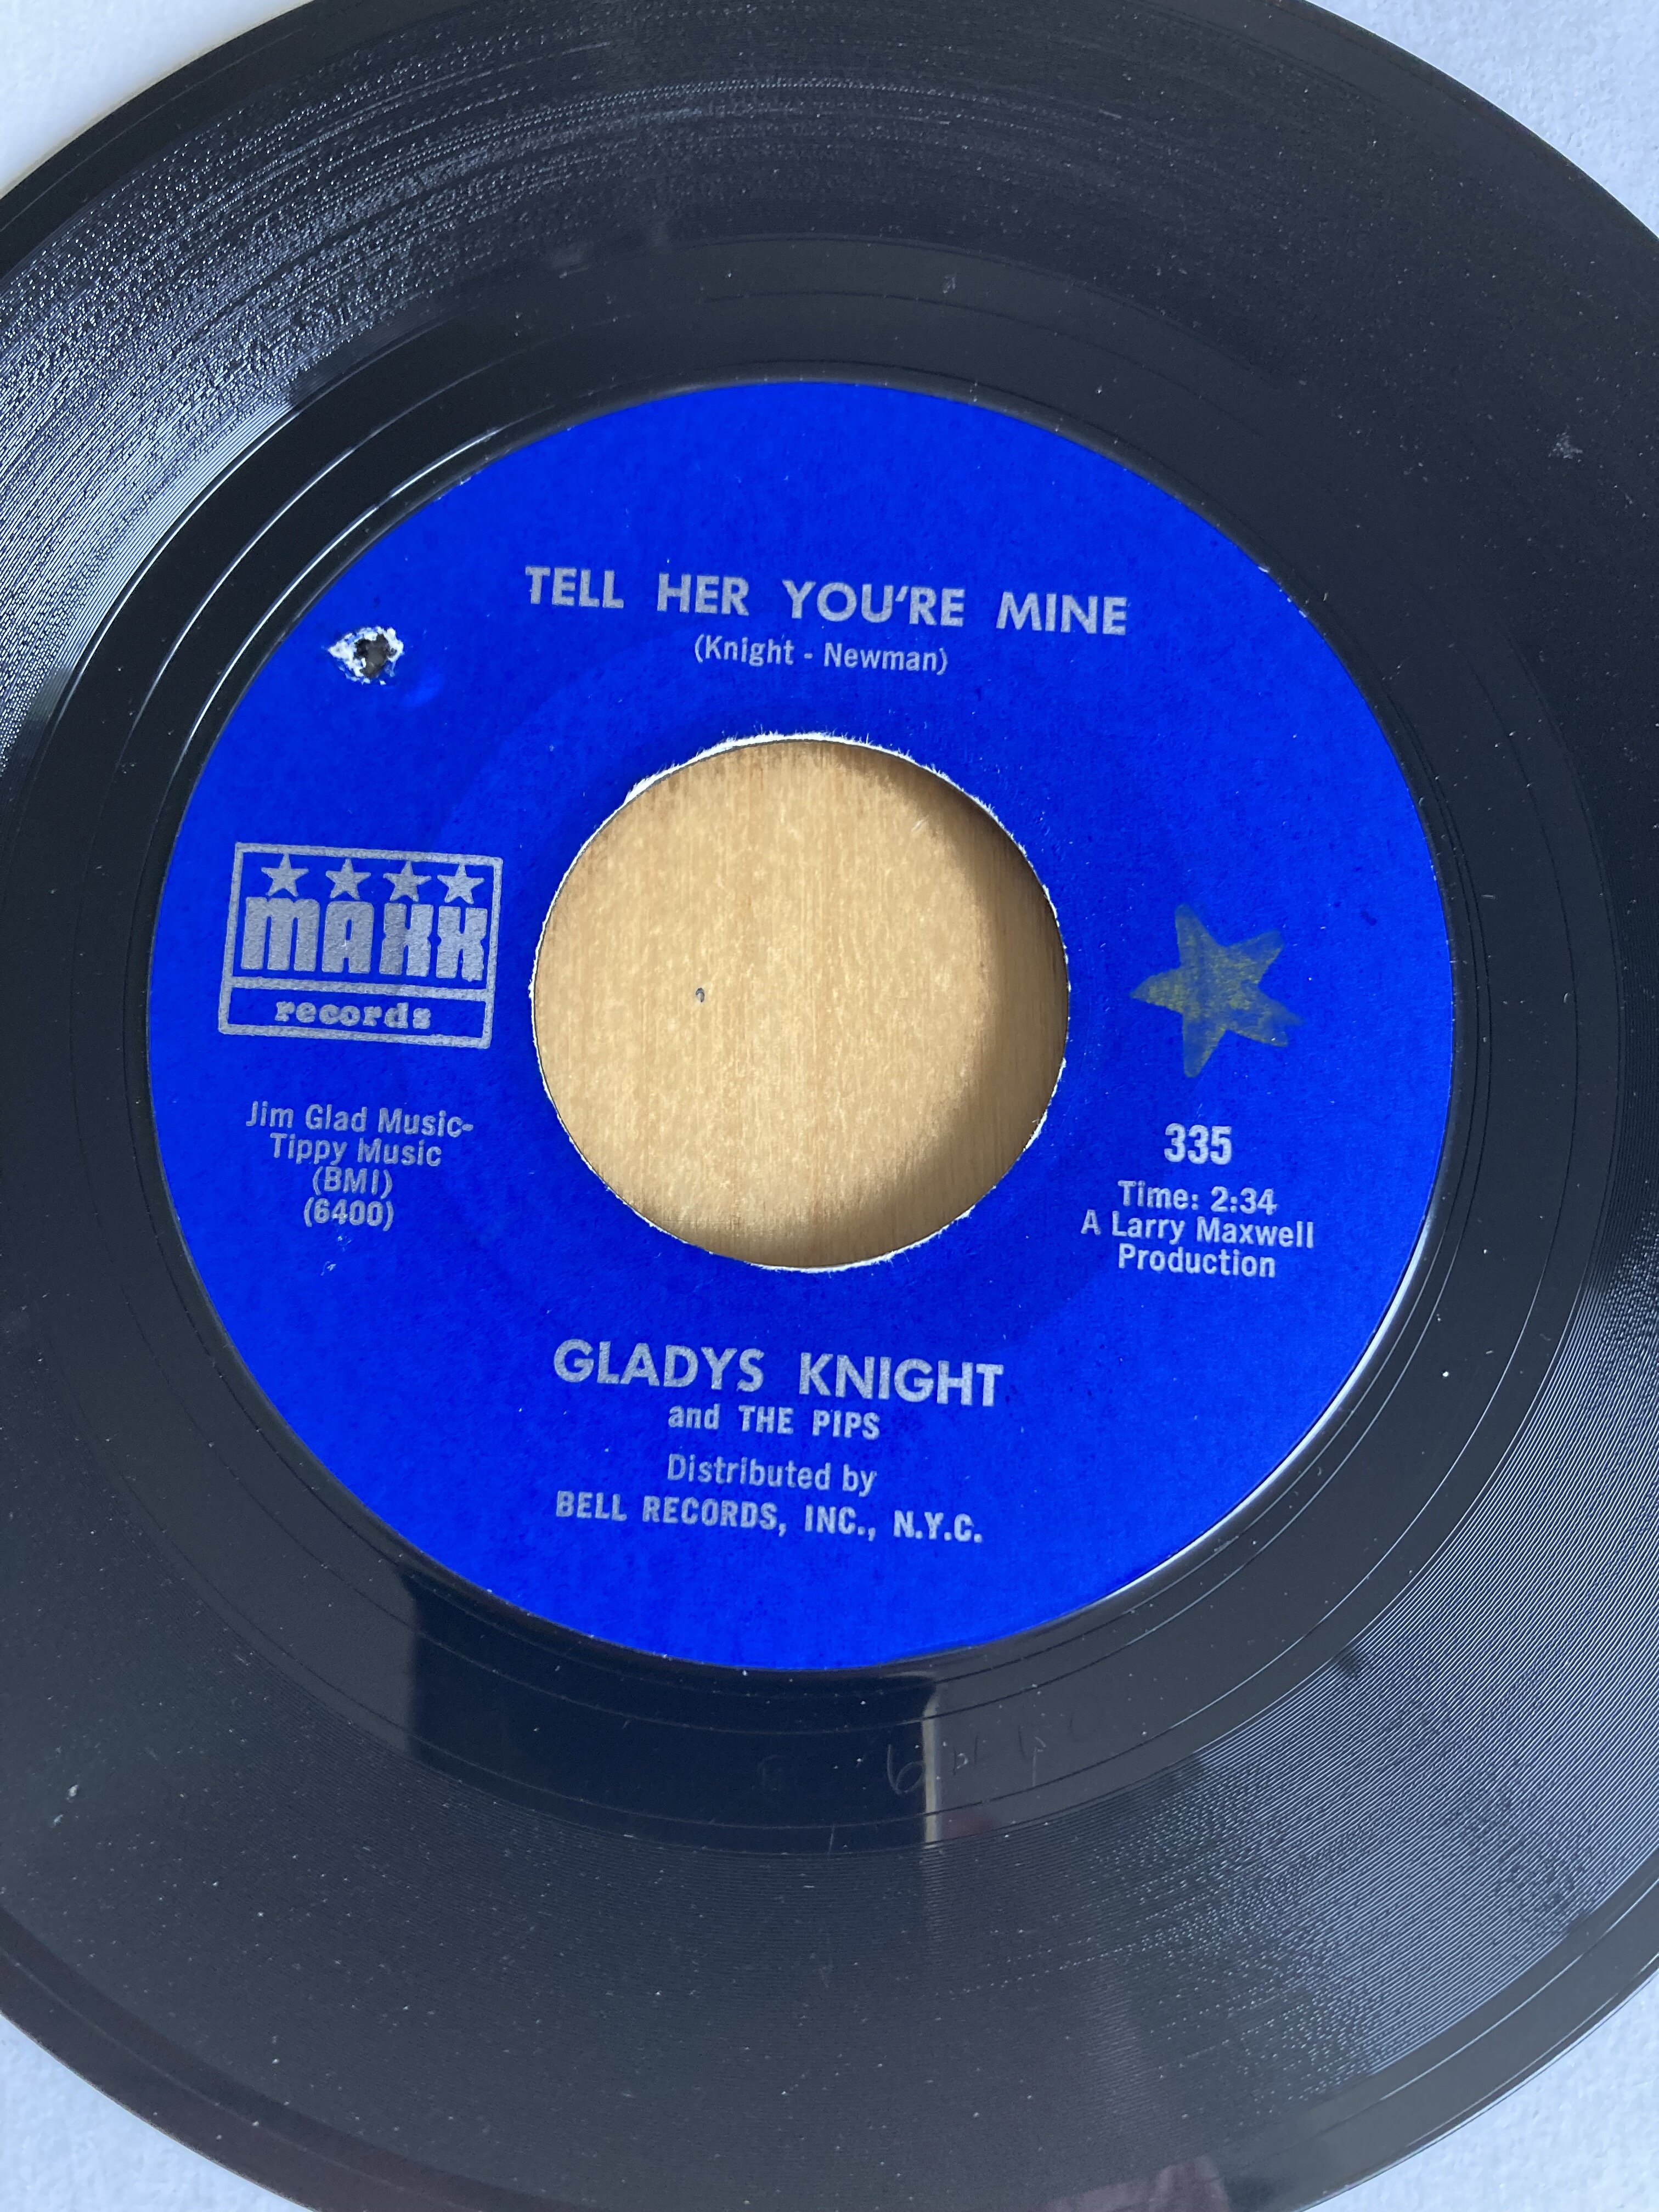 TELL HER YOU'RE MINE
(Knight - Newman)
MAXX
records
Jim Glad Music-
Tippy Music
(BMI)
(6400)
335
Time: 2:34
A Larry Maxwell
Production
GLADYS KNIGHT
and THE PIPS
Distributed by
BELL RECORDS, INC., N.Y.C.